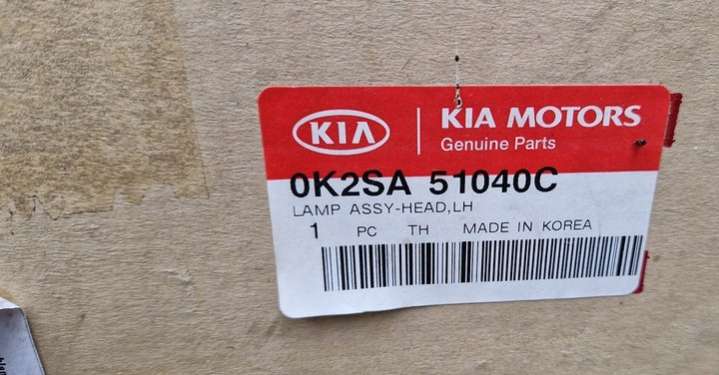 KIA
KIA MOTORS
Genuine Parts
0K2SA 51040C
LAMP ASSY-HEAD,LH
1 PC TH MADE IN KOREA